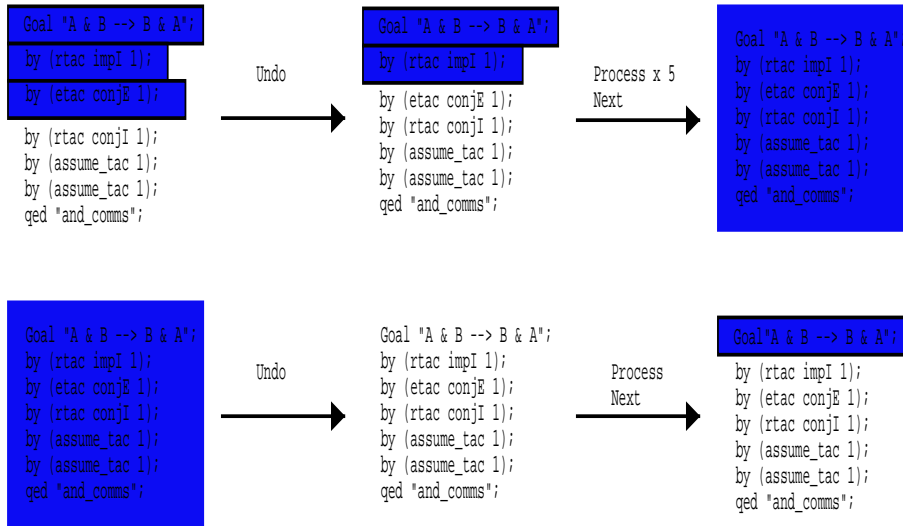 Goal "A & B --> B & A";
by (rtac impI 1);
by (etac conjE 1);
by (rtac conjI 1);
by (assume_tac 1);
by (assume_tac 1);
qed "and_comms";
Undo
Goal "A & B --> B & A";
by (rtac impI 1);
by (etac conjE 1);
by (rtac conjI 1);
by (assume_tac 1);
by (assume_tac 1);
qed "and_comms";
Process x 5
Next
Goal "A & B --> B & A"
by (rtac impI 1);
by (etac conjE 1);
by (rtac conjI 1);
by (assume_tac 1);
by (assume_tac 1);
qed "and_comms";
Goal "A & B --> B & A";
by (rtac impI 1);
by (etac conjE 1);
by (rtac conjI 1);
by (assume_tac 1);
by (assume_tac 1);
qed "and_comms";
Undo
Goal "A & B --> B & A";
by (rtac impI 1);
by (etac conjE 1);
by (rtac conjI 1);
by (assume_tac 1);
by (assume_tac 1);
qed "and_comms";
Process
Next
Goal"A & B --> B & A";
by (rtac impI 1);
by (etac conjE 1);
by (rtac conjI 1);
by (assume_tac 1);
by (assume_tac 1);
qed "and_comms";